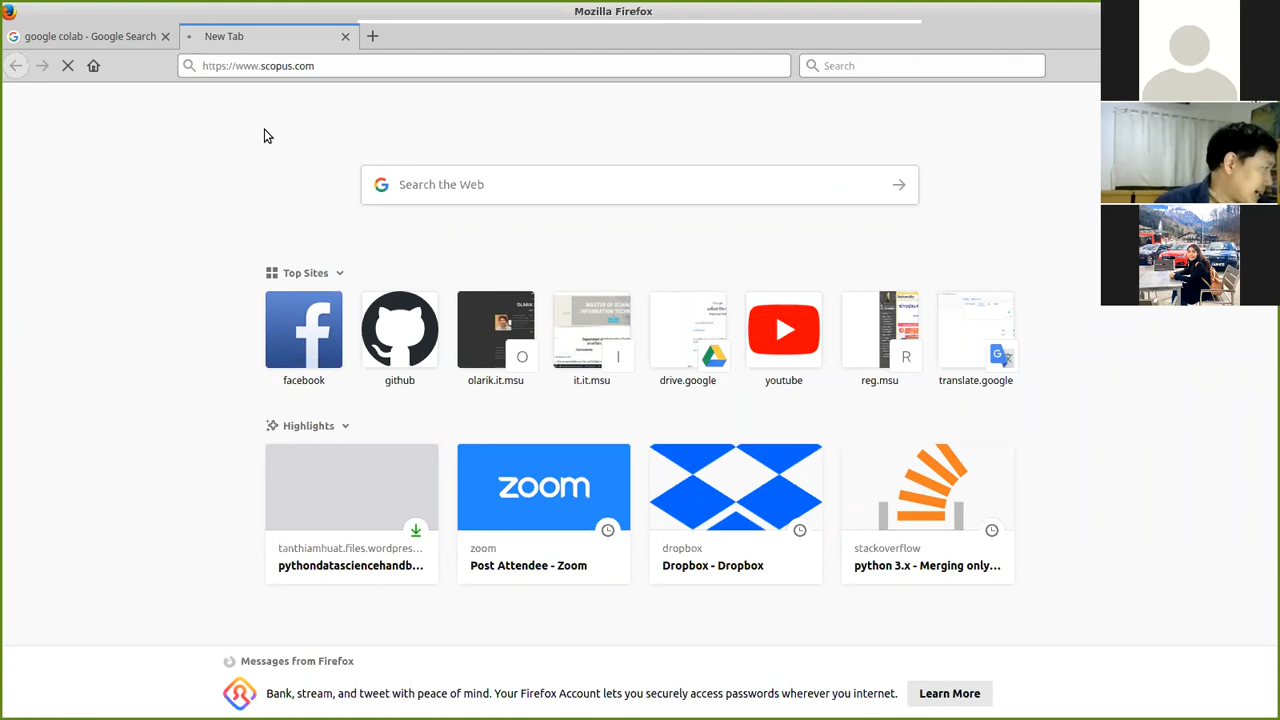 Mozilla Firefox
google colab - Google Search
New Tab
https://www.scopus.com
Search
Search the Web
Top Sites
facebook
github
O
olarik.it.msu
MASTER OF SCIENCE
I
it.it.msu
drive.google
youtube
R
reg.msu
translate.google
Highlights
zoom
tanthiamhuat.files.wordpres...
pythondatasciencehandb...
zoom
Post Attendee - Zoom
dropbox
Dropbox - Dropbox
stackoverflow
python 3.x - Merging only...
Messages from Firefox
Bank, stream, and tweet with peace of mind. Your Firefox Account lets you securely access passwords wherever you internet.
Learn More